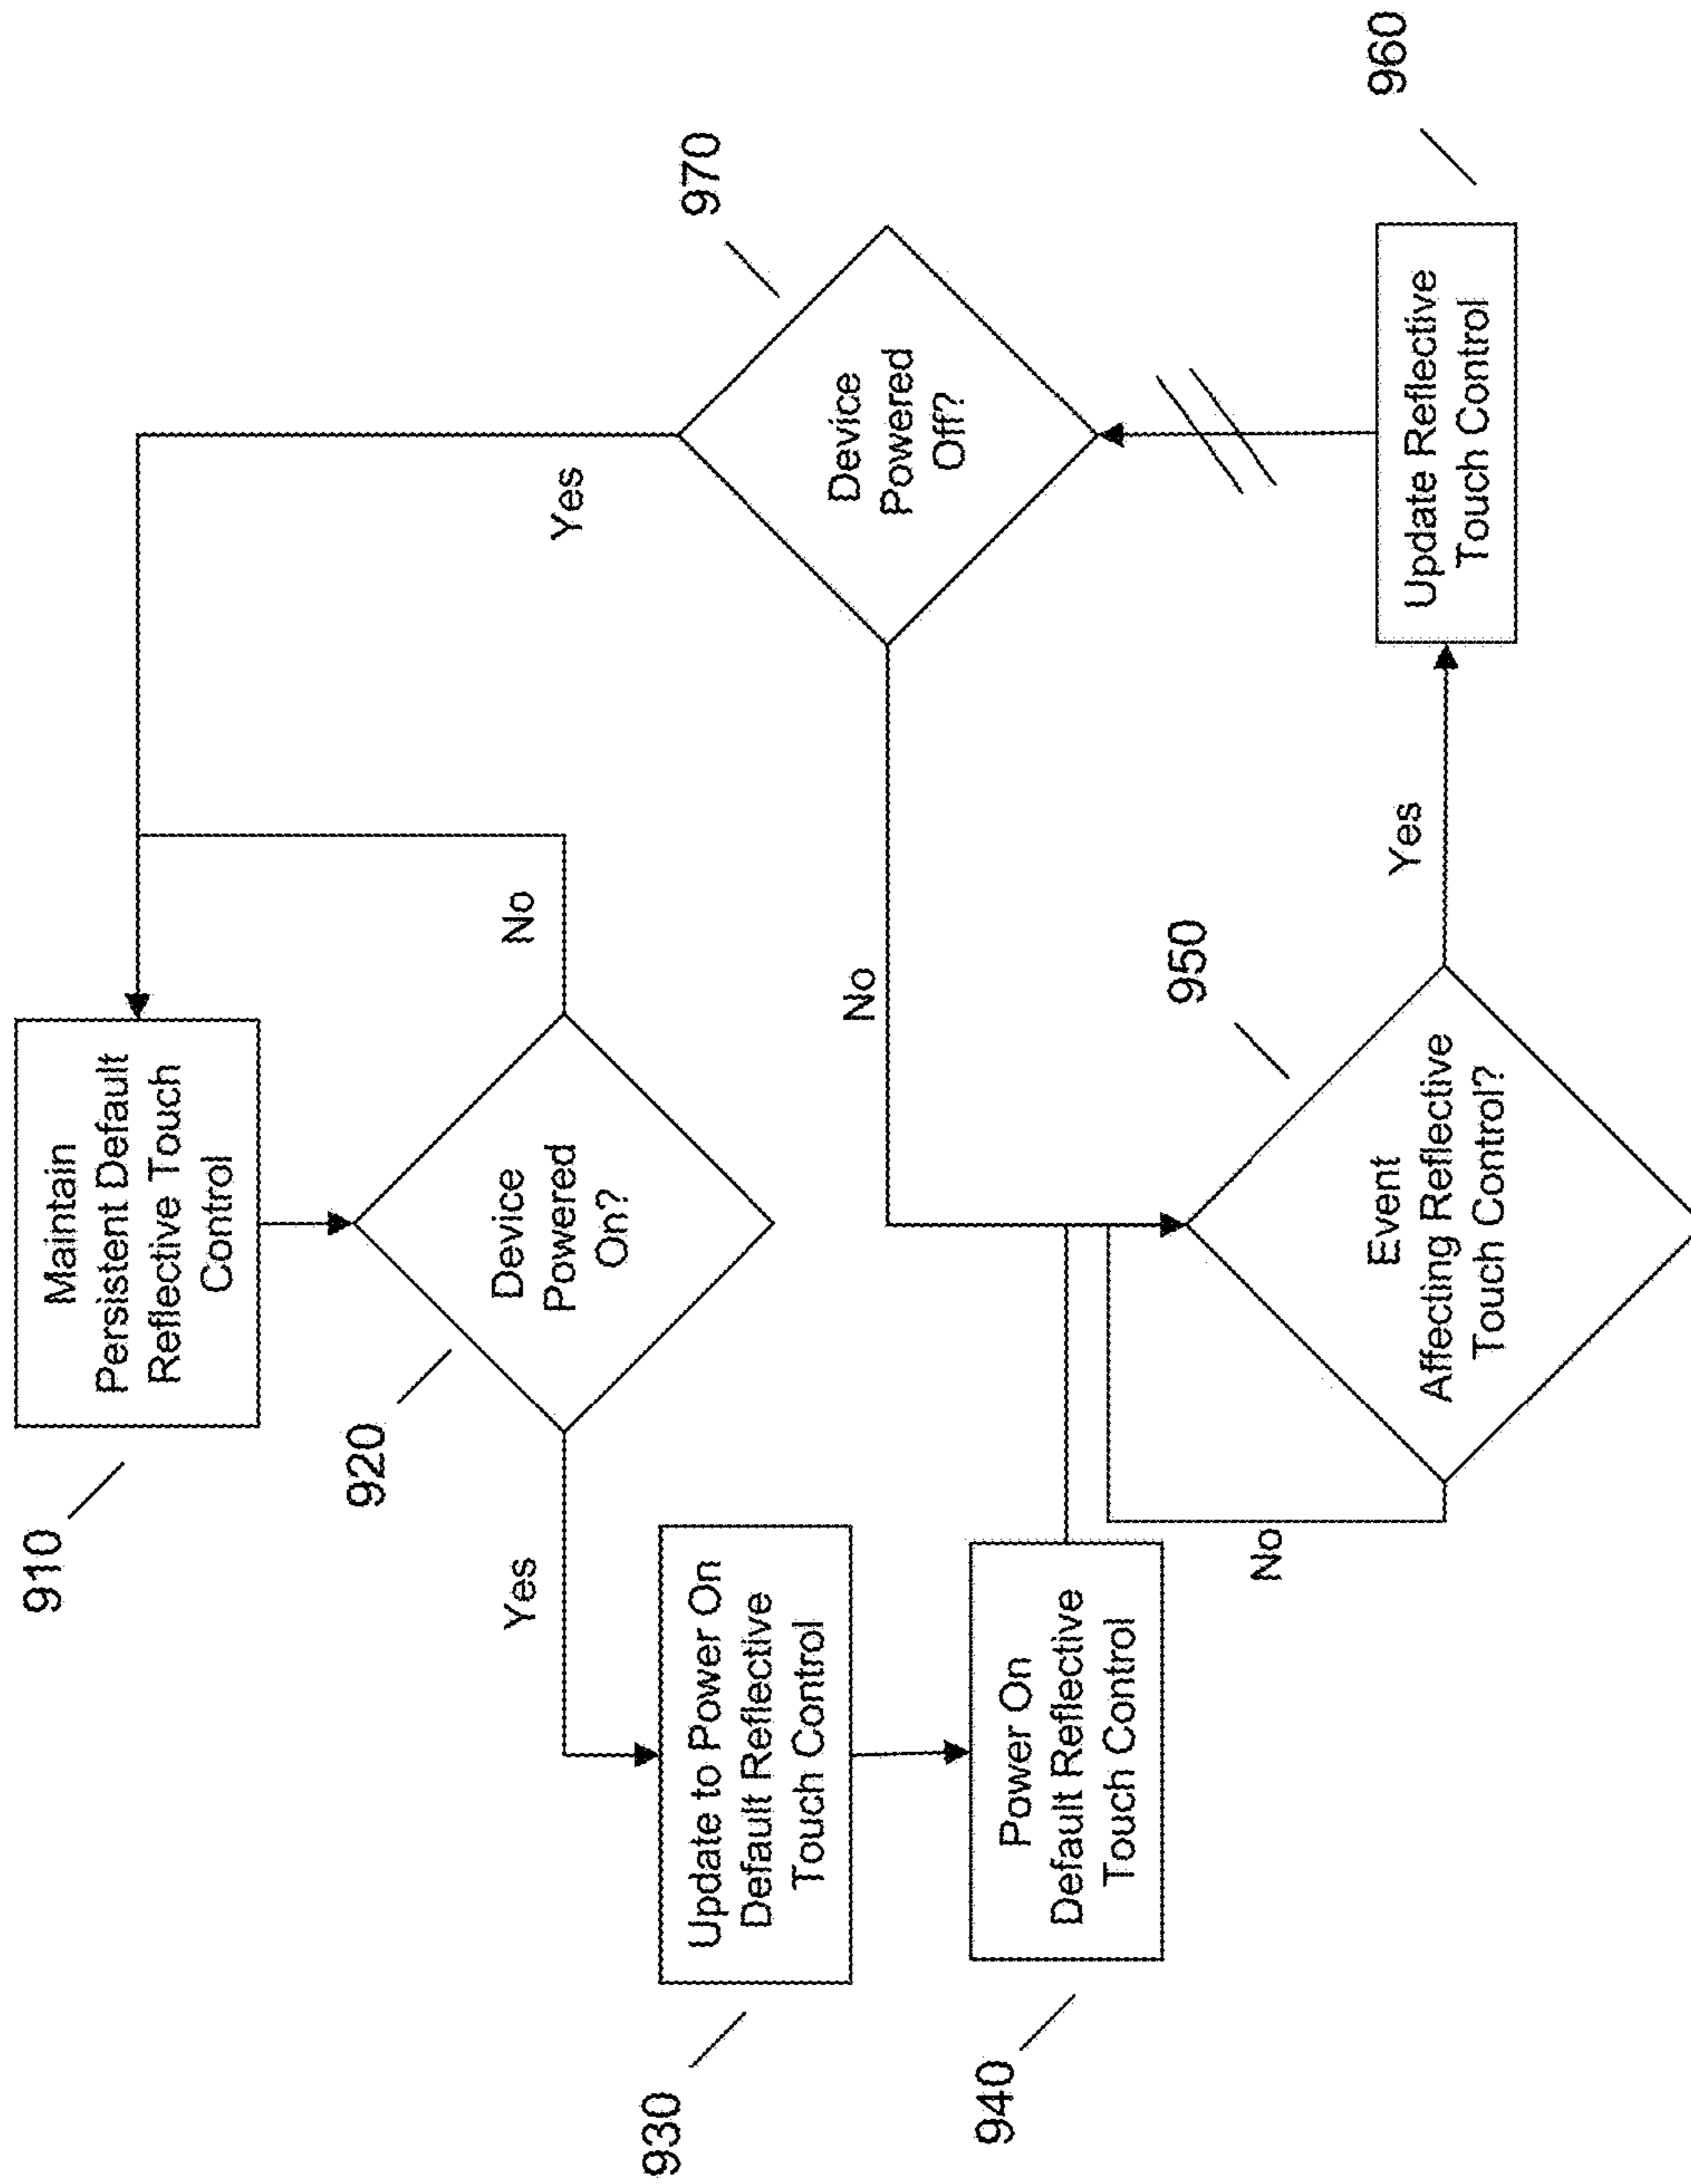 910
Maintain
Persistent Default
Reflective Touch
Control
920
Device
Powered
On?
No
Yes
930
Update to Power On
Default Reflective
Touch Control
940
Power On
Default Reflective
Touch Control
950
Event
Affecting Reflective
Touch Control?
No
Yes
960
Update Reflective
Touch Control
970
Device
Powered
Off?
No
Yes